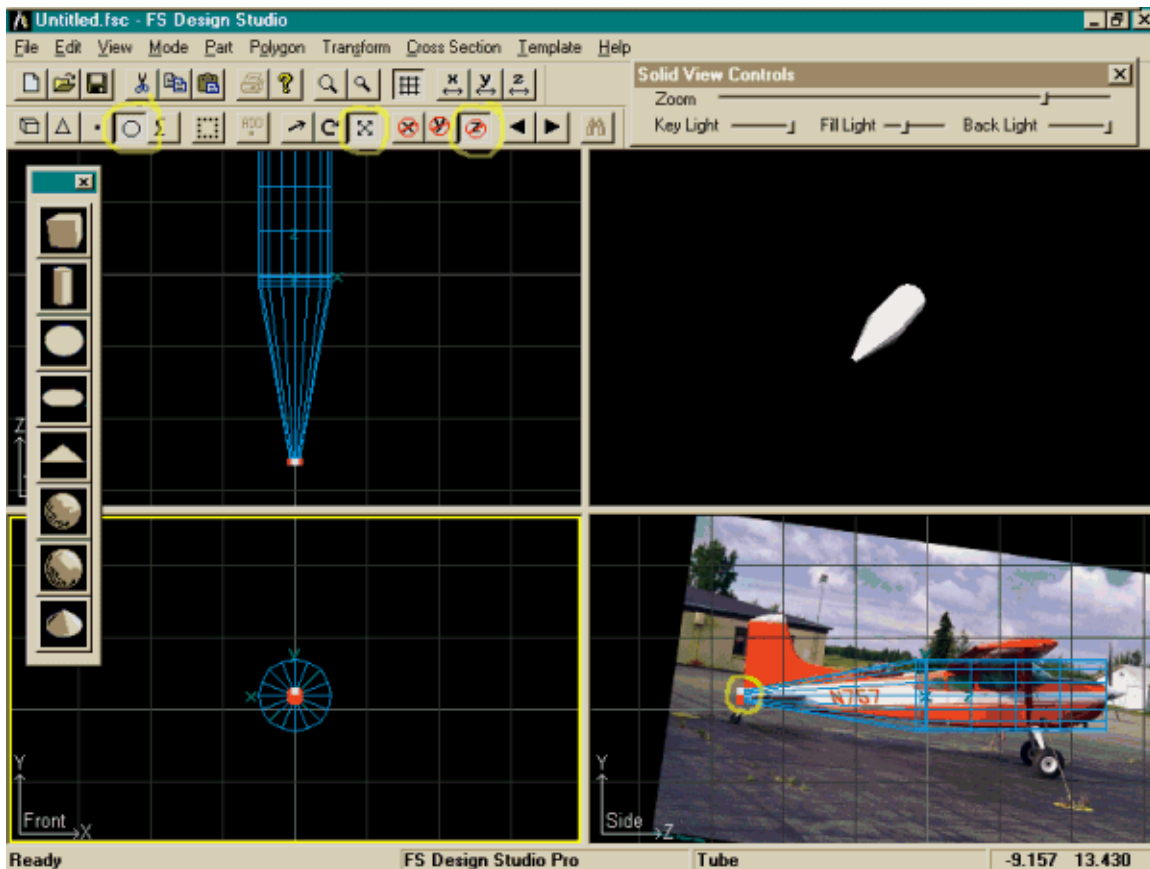 Untitled.fsc - FS Design Studio
File Edit View Mode Part Polygon Transform Cross Section Template Help
Solid View Controls
Zoom
Key Light Fill Light Back Light
x y z
ADD
X Y Z
Z
Z
X
Y
X
Y
Front
X
N757
Y
Side
Z
Ready FS Design Studio Pro Tube -9.157 13.430